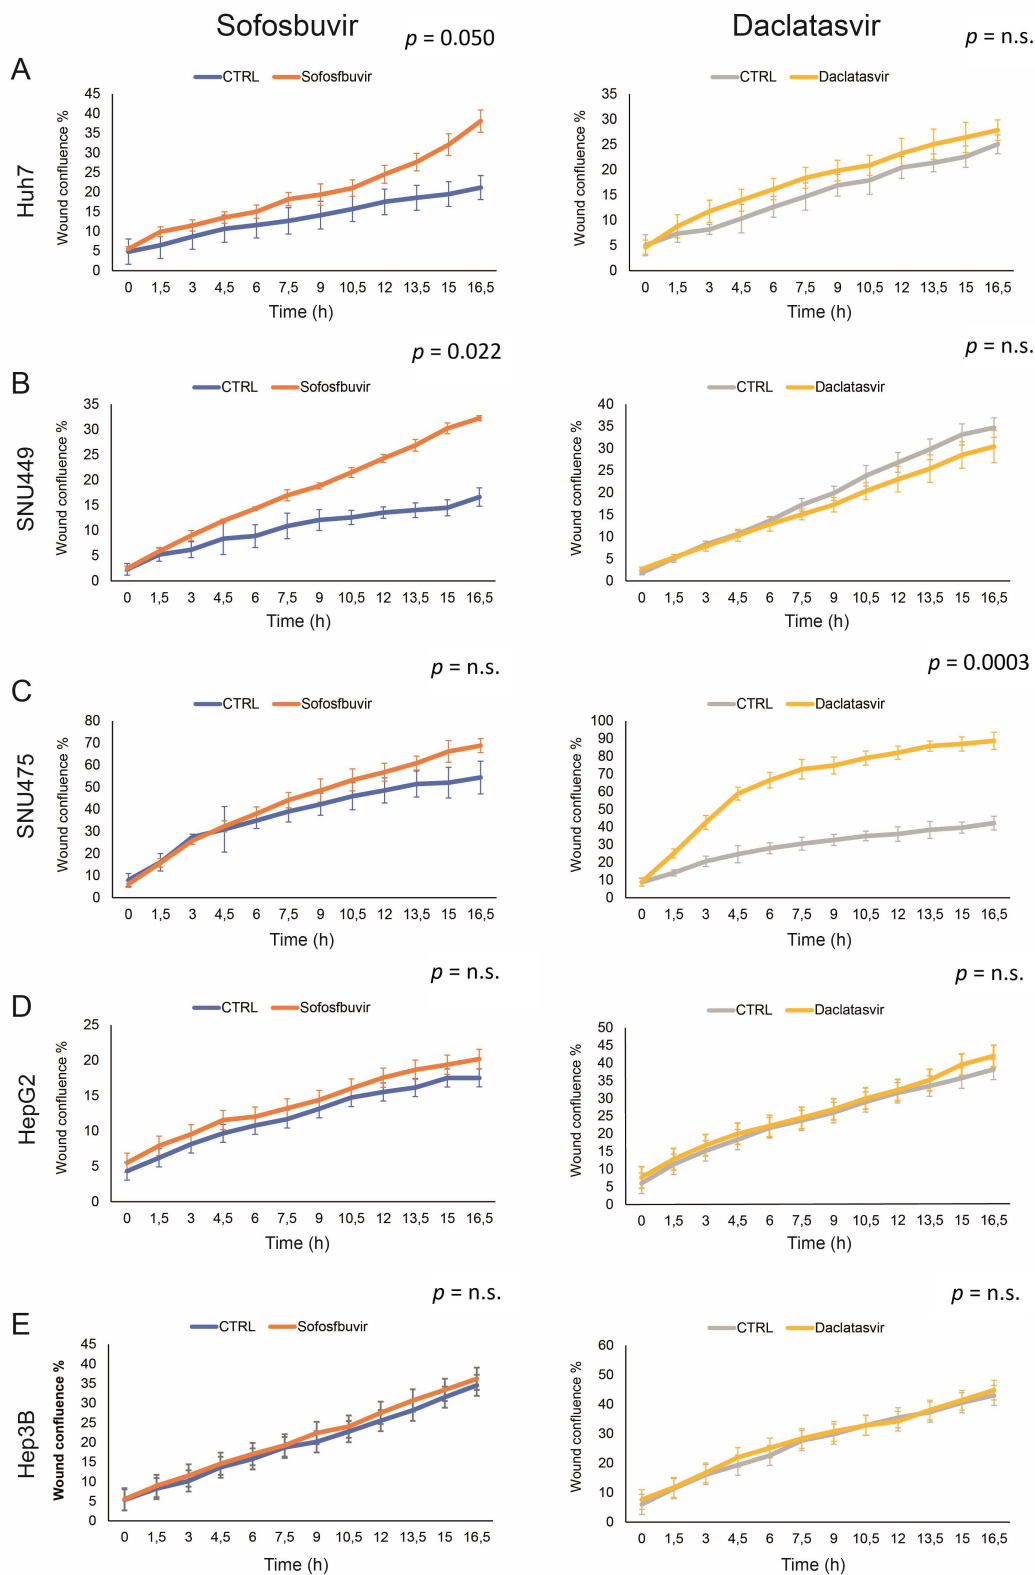 Sofosbuvir
Daclatasvir
p = 0.050
p = n.s.
A
CTRL Sofosfbuvir
CTRL Daclatasvir
Huh7
Wound confluence %
45
40
35
30
25
20
15
10
5
0
0 1,5 3 4,5 6 7,5 9 10,5 12 13,5 15 16,5
Time (h)
Wound confluence %
35
30
25
20
15
10
5
0
0 1,5 3 4,5 6 7,5 9 10,5 12 13,5 15 16,5
Time (h)
p = 0.022
p = n.s.
B
CTRL Sofosfbuvir
CTRL Daclatasvir
SNU449
Wound confluence %
35
30
25
20
15
10
5
0
0 1,5 3 4,5 6 7,5 9 10,5 12 13,5 15 16,5
Time (h)
Wound confluence %
40
35
30
25
20
15
10
5
0
0 1,5 3 4,5 6 7,5 9 10,5 12 13,5 15 16,5
Time (h)
p = n.s.
p = 0.0003
C
CTRL Sofosfbuvir
CTRL Daclatasvir
SNU475
Wound confluence %
80
70
60
50
40
30
20
10
0
0 1,5 3 4,5 6 7,5 9 10,5 12 13,5 15 16,5
Time (h)
Wound confluence %
100
90
80
70
60
50
40
30
20
10
0
0 1,5 3 4,5 6 7,5 9 10,5 12 13,5 15 16,5
Time (h)
p = n.s.
p = n.s.
D
CTRL Sofosfbuvir
CTRL Daclatasvir
HepG2
Wound confluence %
25
20
15
10
5
0
0 1,5 3 4,5 6 7,5 9 10,5 12 13,5 15 16,5
Time (h)
Wound confluence %
50
45
40
35
30
25
20
15
10
5
0
0 1,5 3 4,5 6 7,5 9 10,5 12 13,5 15 16,5
Time (h)
p = n.s.
p = n.s.
E
CTRL Sofosfbuvir
CTRL Daclatasvir
Hep3B
Wound confluence %
45
40
35
30
25
20
15
10
5
0
0 1,5 3 4,5 6 7,5 9 10,5 12 13,5 15 16,5
Time (h)
Wound confluence %
60
50
40
30
20
10
0
0 1,5 3 4,5 6 7,5 9 10,5 12 13,5 15 16,5
Time (h)